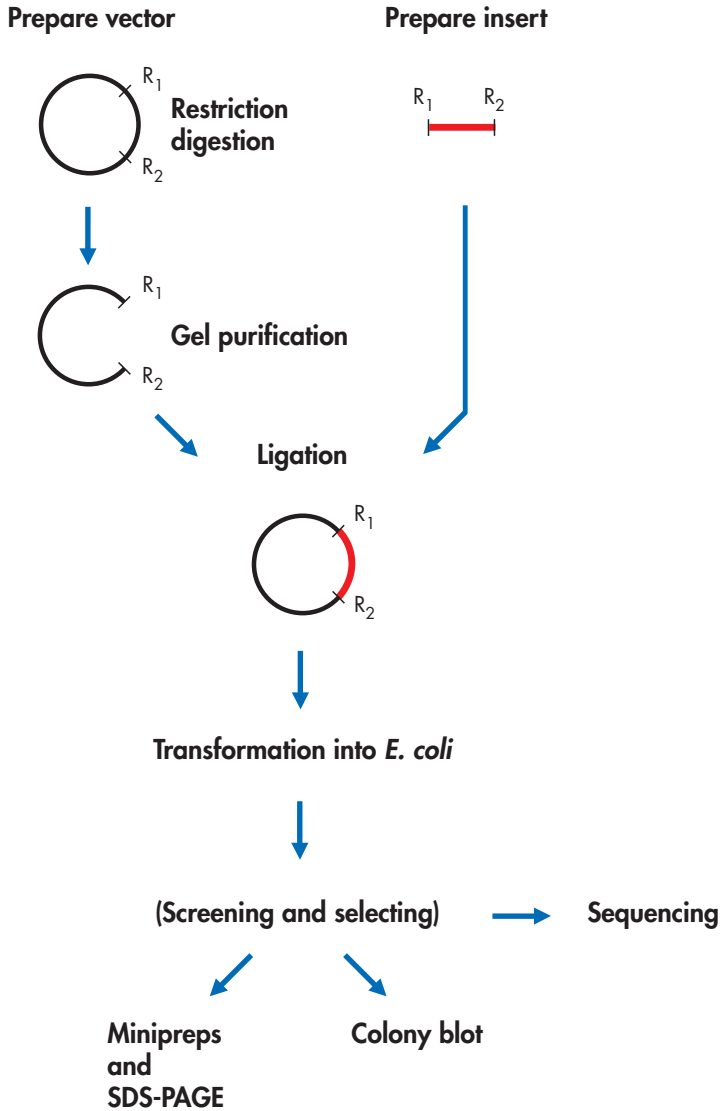 Prepare vector
Prepare insert
R1
Restriction
digestion
R2
R1
R2
R1
Gel purification
R2
Ligation
R1
R2
Transformation into E. coli
(Screening and selecting)
Sequencing
Minipreps
and
SDS-PAGE
Colony blot